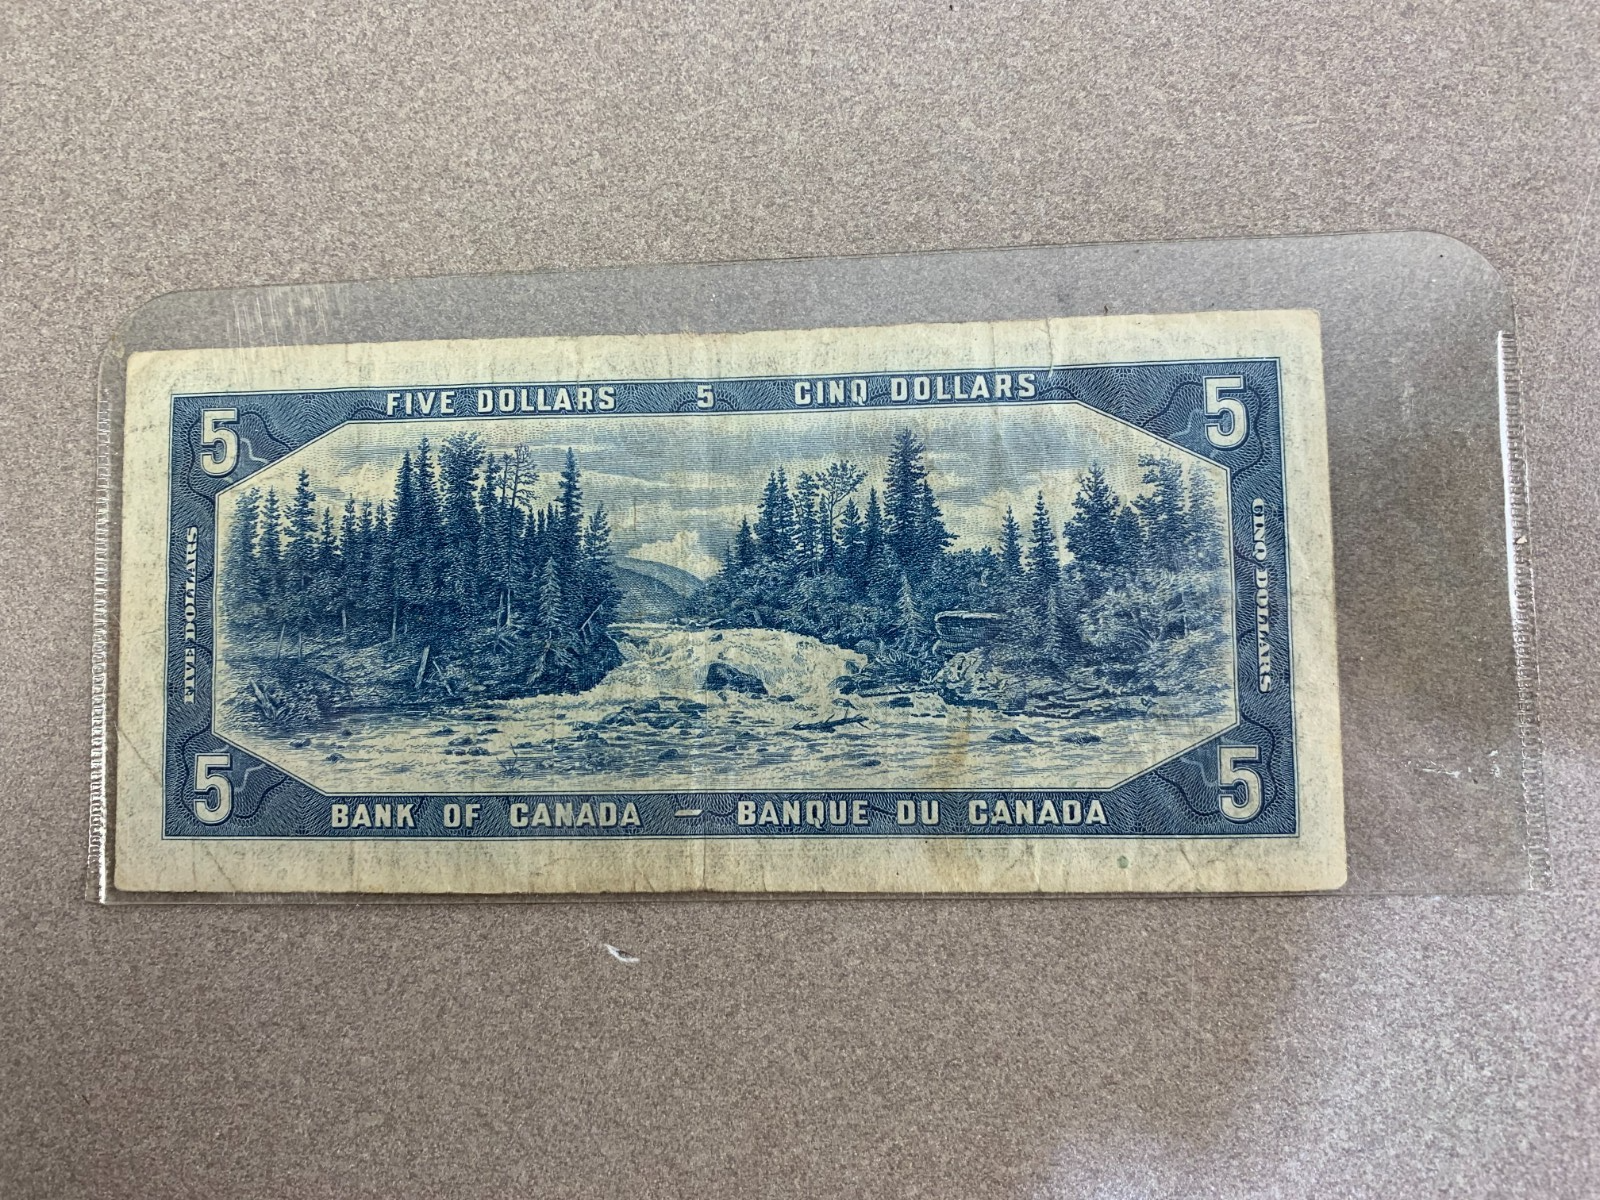 FIVE DOLLARS 5 CINQ DOLLARS
5
5
FIVE DOLLARS
CINQ DOLLARS
5
5
BANK OF CANADA – BANQUE DU CANADA